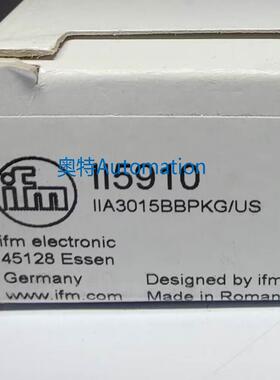 奥特Automation
ifm
II5910
IIA3015BBPKG/US
ifm electronic
45128 Essen
Germany
www.ifm.com
Designed by ifm
Made in Roman